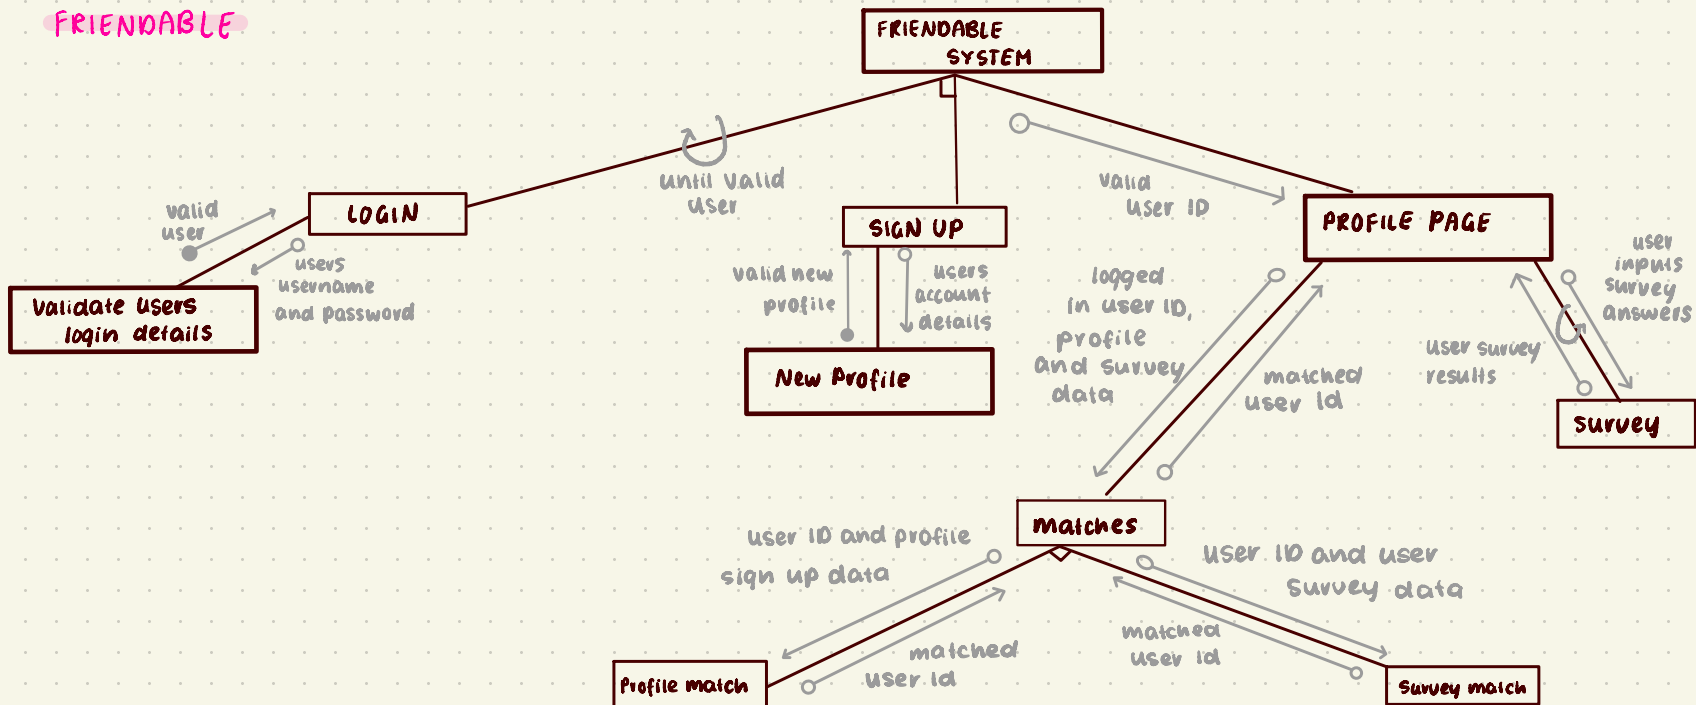 FRIENDABLE
FRIENDABLE
SYSTEM
until valid
user
valid
user ID
LOGIN
valid
user
users
username
and password
Validate users
login details
SIGN UP
valid new
profile
users
account
details
New Profile
PROFILE PAGE
logged
in user ID,
profile
and survey
data
matched
user Id
user
inputs
survey
answers
user survey
results
survey
matches
user ID and profile
sign up data
matched
user Id
user ID and user
survey data
matched
user Id
Profile match
Survey match